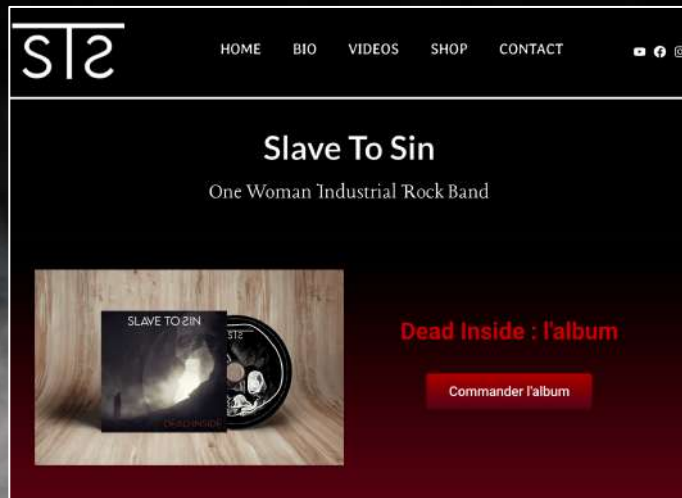 STS
HOME BIO VIDEOS SHOP CONTACT
Slave To Sin
One Woman Industrial Rock Band
SLAVE TO SIN
STS
DEAD INSIDE
Dead Inside : l'album
Commander l'album